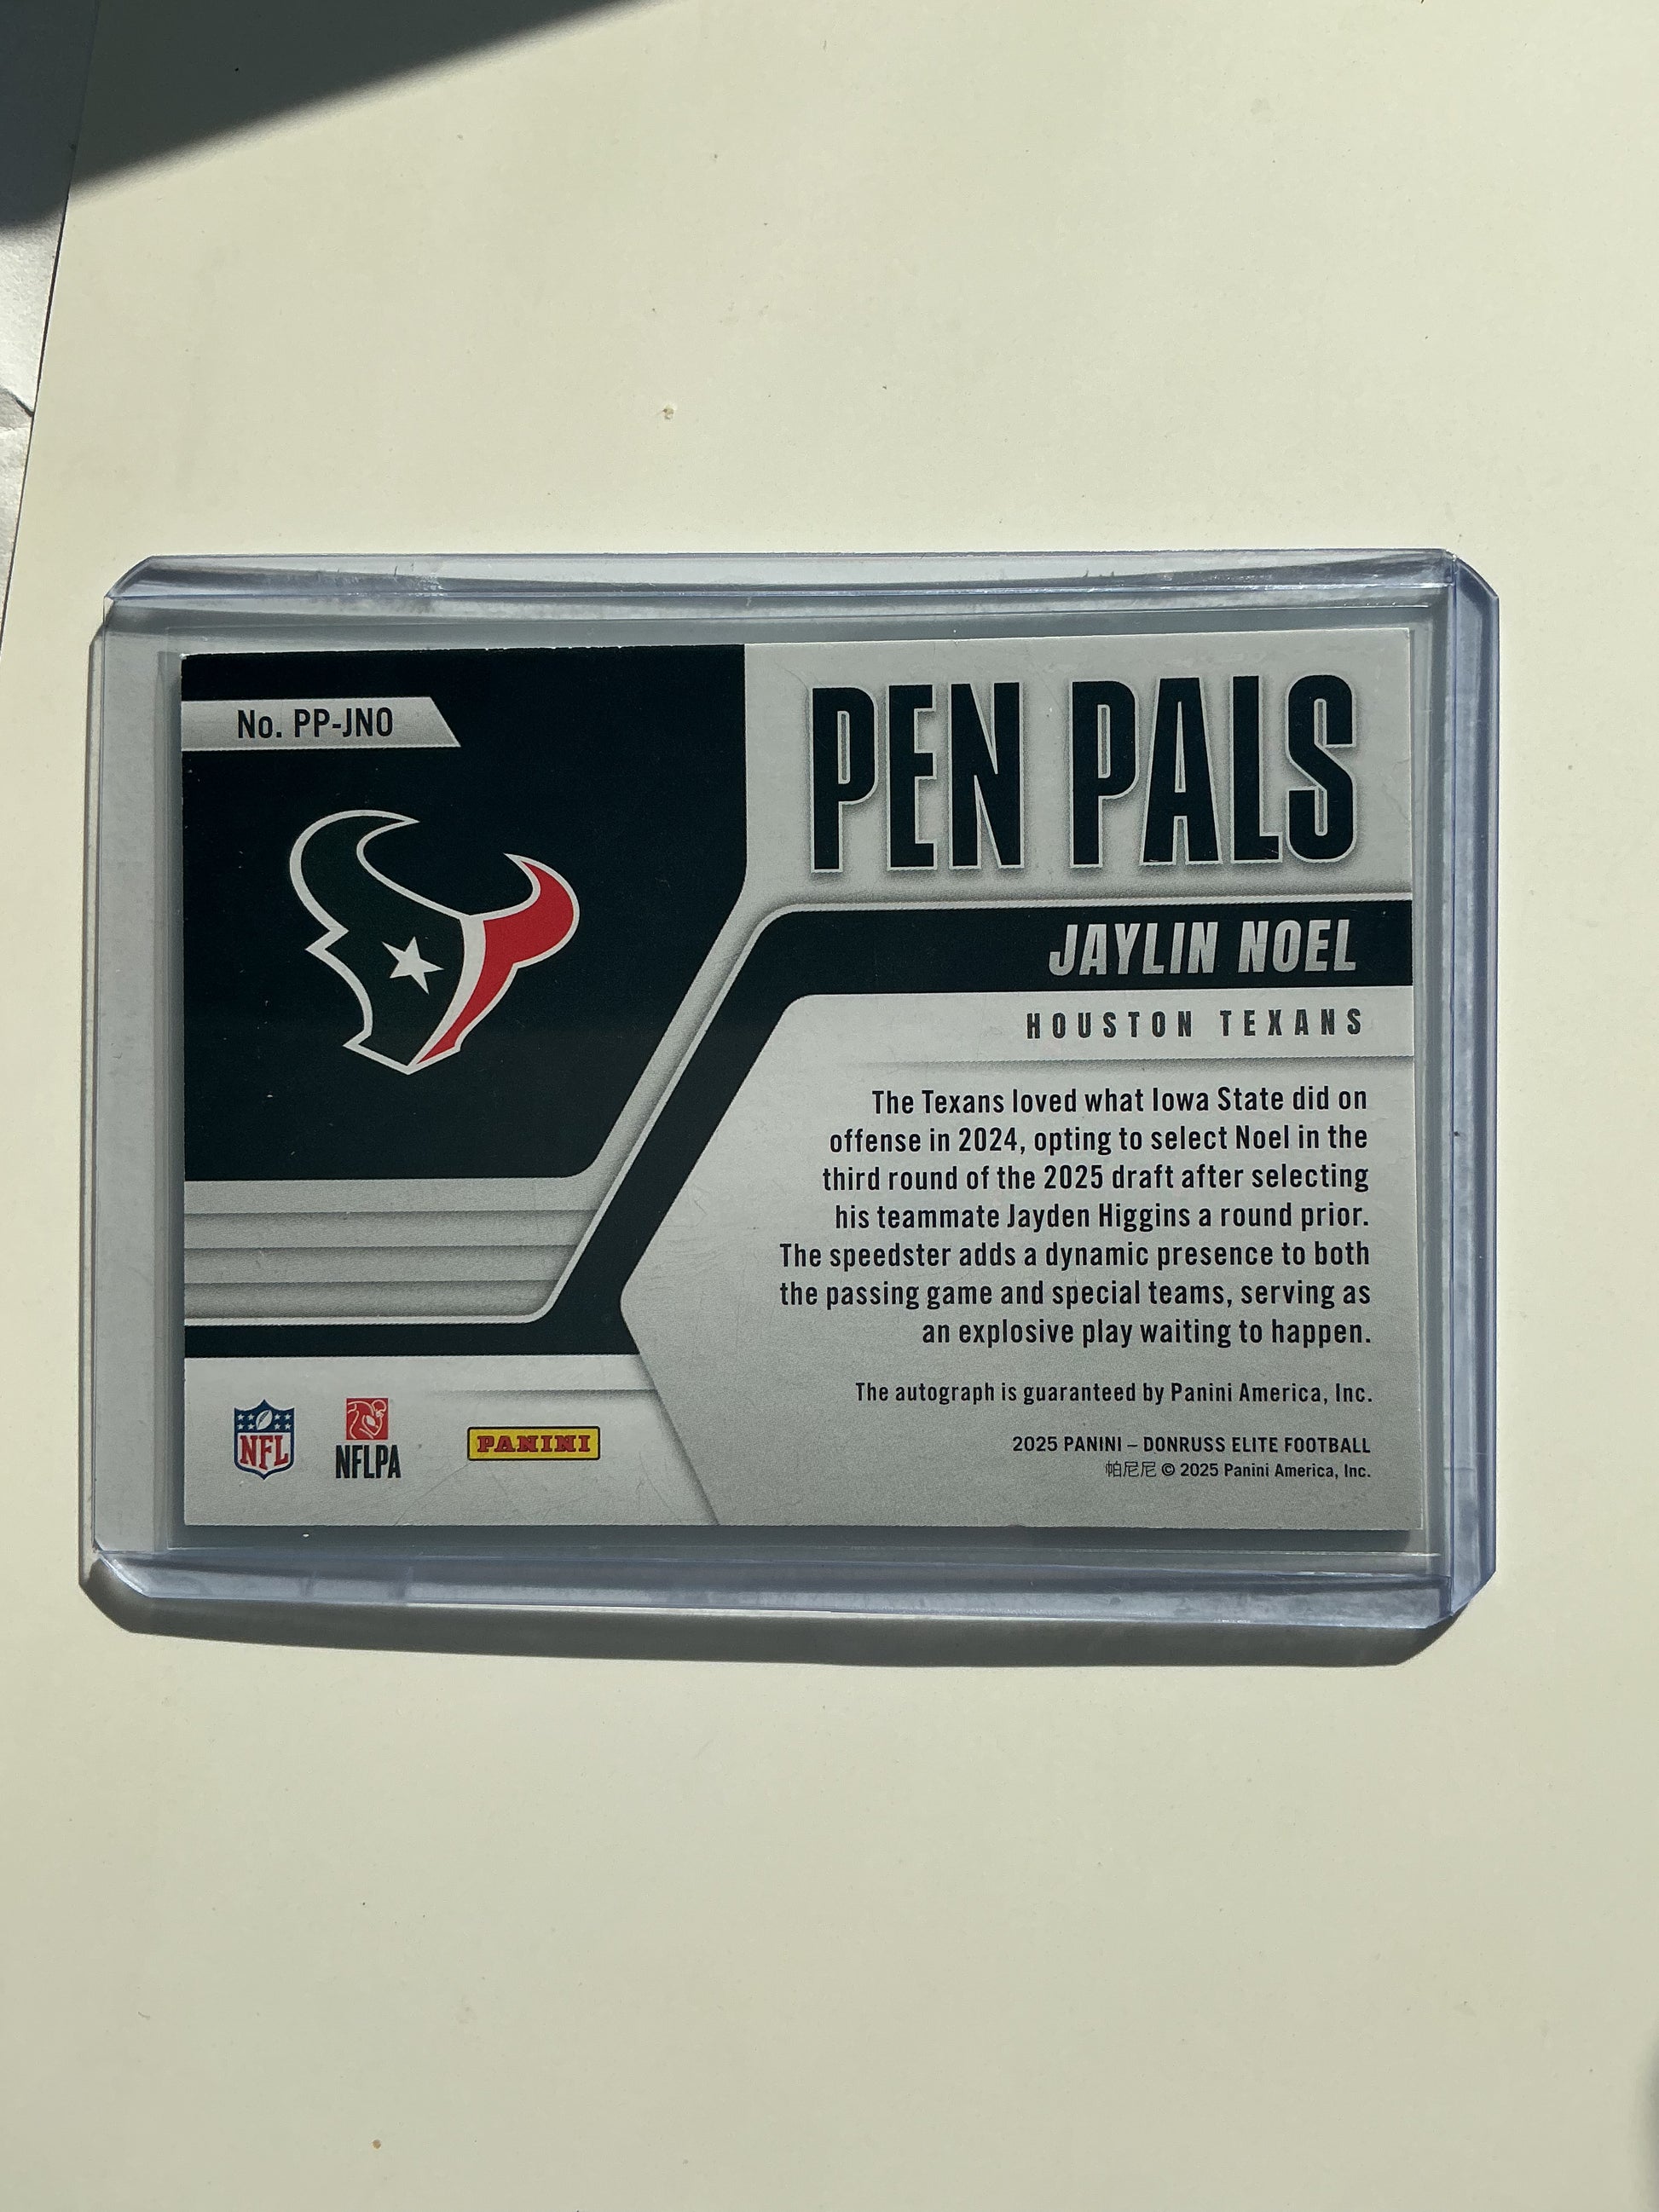 No. PP-JNO
PEN PALS
JAYLIN NOEL
HOUSTON TEXANS
The Texans loved what Iowa State did on
offense in 2024, opting to select Noel in the
third round of the 2025 draft after selecting
his teammate Jayden Higgins a round prior.
The speedster adds a dynamic presence to both
the passing game and special teams, serving as
an explosive play waiting to happen.
The autograph is guaranteed by Panini America, Inc.
2025 PANINI – DONRUSS ELITE FOOTBALL
帕尼尼 © 2025 Panini America, Inc.
NFL
NFLPA
PANINI